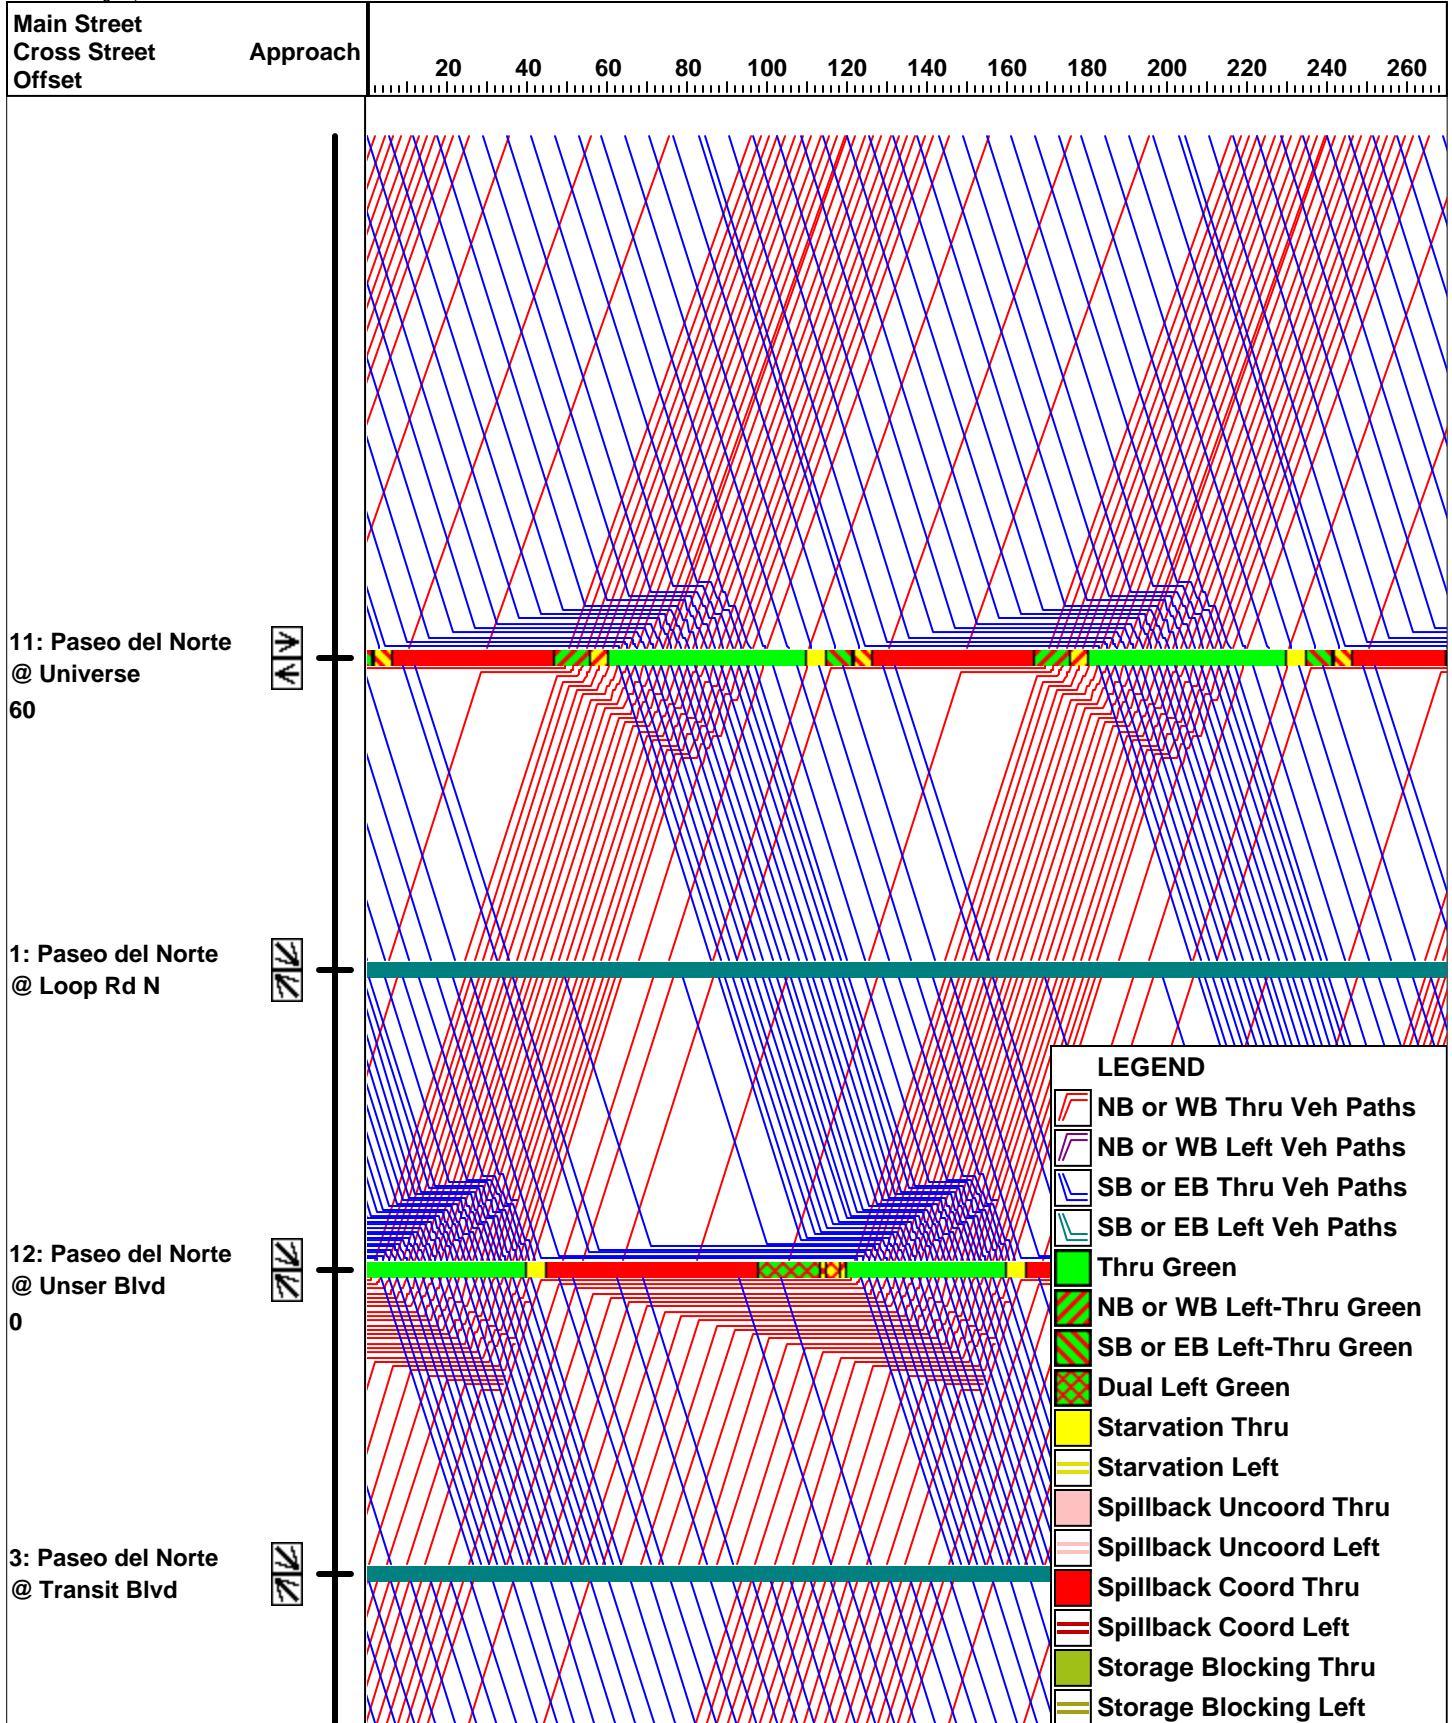 Main Street
Cross Street Approach
Offset
20 40 60 80 100 120 140 160 180 200 220 240 260
11: Paseo del Norte
@ Universe
60
1: Paseo del Norte
@ Loop Rd N
12: Paseo del Norte
@ Unser Blvd
0
3: Paseo del Norte
@ Transit Blvd
LEGEND
NB or WB Thru Veh Paths
NB or WB Left Veh Paths
SB or EB Thru Veh Paths
SB or EB Left Veh Paths
Thru Green
NB or WB Left-Thru Green
SB or EB Left-Thru Green
Dual Left Green
Starvation Thru
Starvation Left
Spillback Uncoord Thru
Spillback Uncoord Left
Spillback Coord Thru
Spillback Coord Left
Storage Blocking Thru
Storage Blocking Left